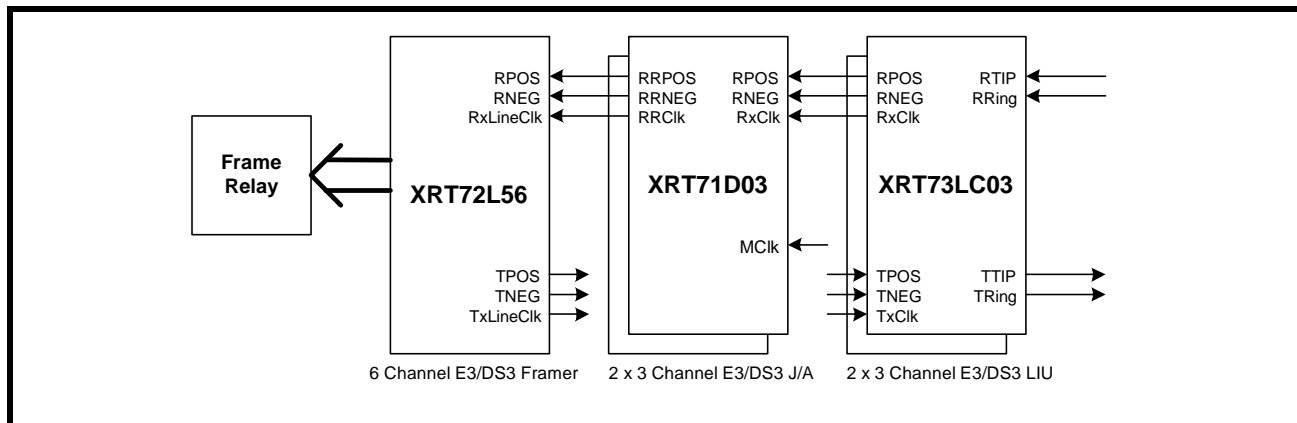 RPOS
RNEG
RxLineClk
RRPOS
RRNEG
RRClk
RPOS
RNEG
RxClk
RPOS
RNEG
RxClk
RTIP
RRing
Frame
Relay
XRT72L56
XRT71D03
XRT73LC03
MClk
TPOS
TNEG
TxLineClk
TPOS
TNEG
TxClk
TTIP
TRing
6 Channel E3/DS3 Framer
2 x 3 Channel E3/DS3 J/A
2 x 3 Channel E3/DS3 LIU